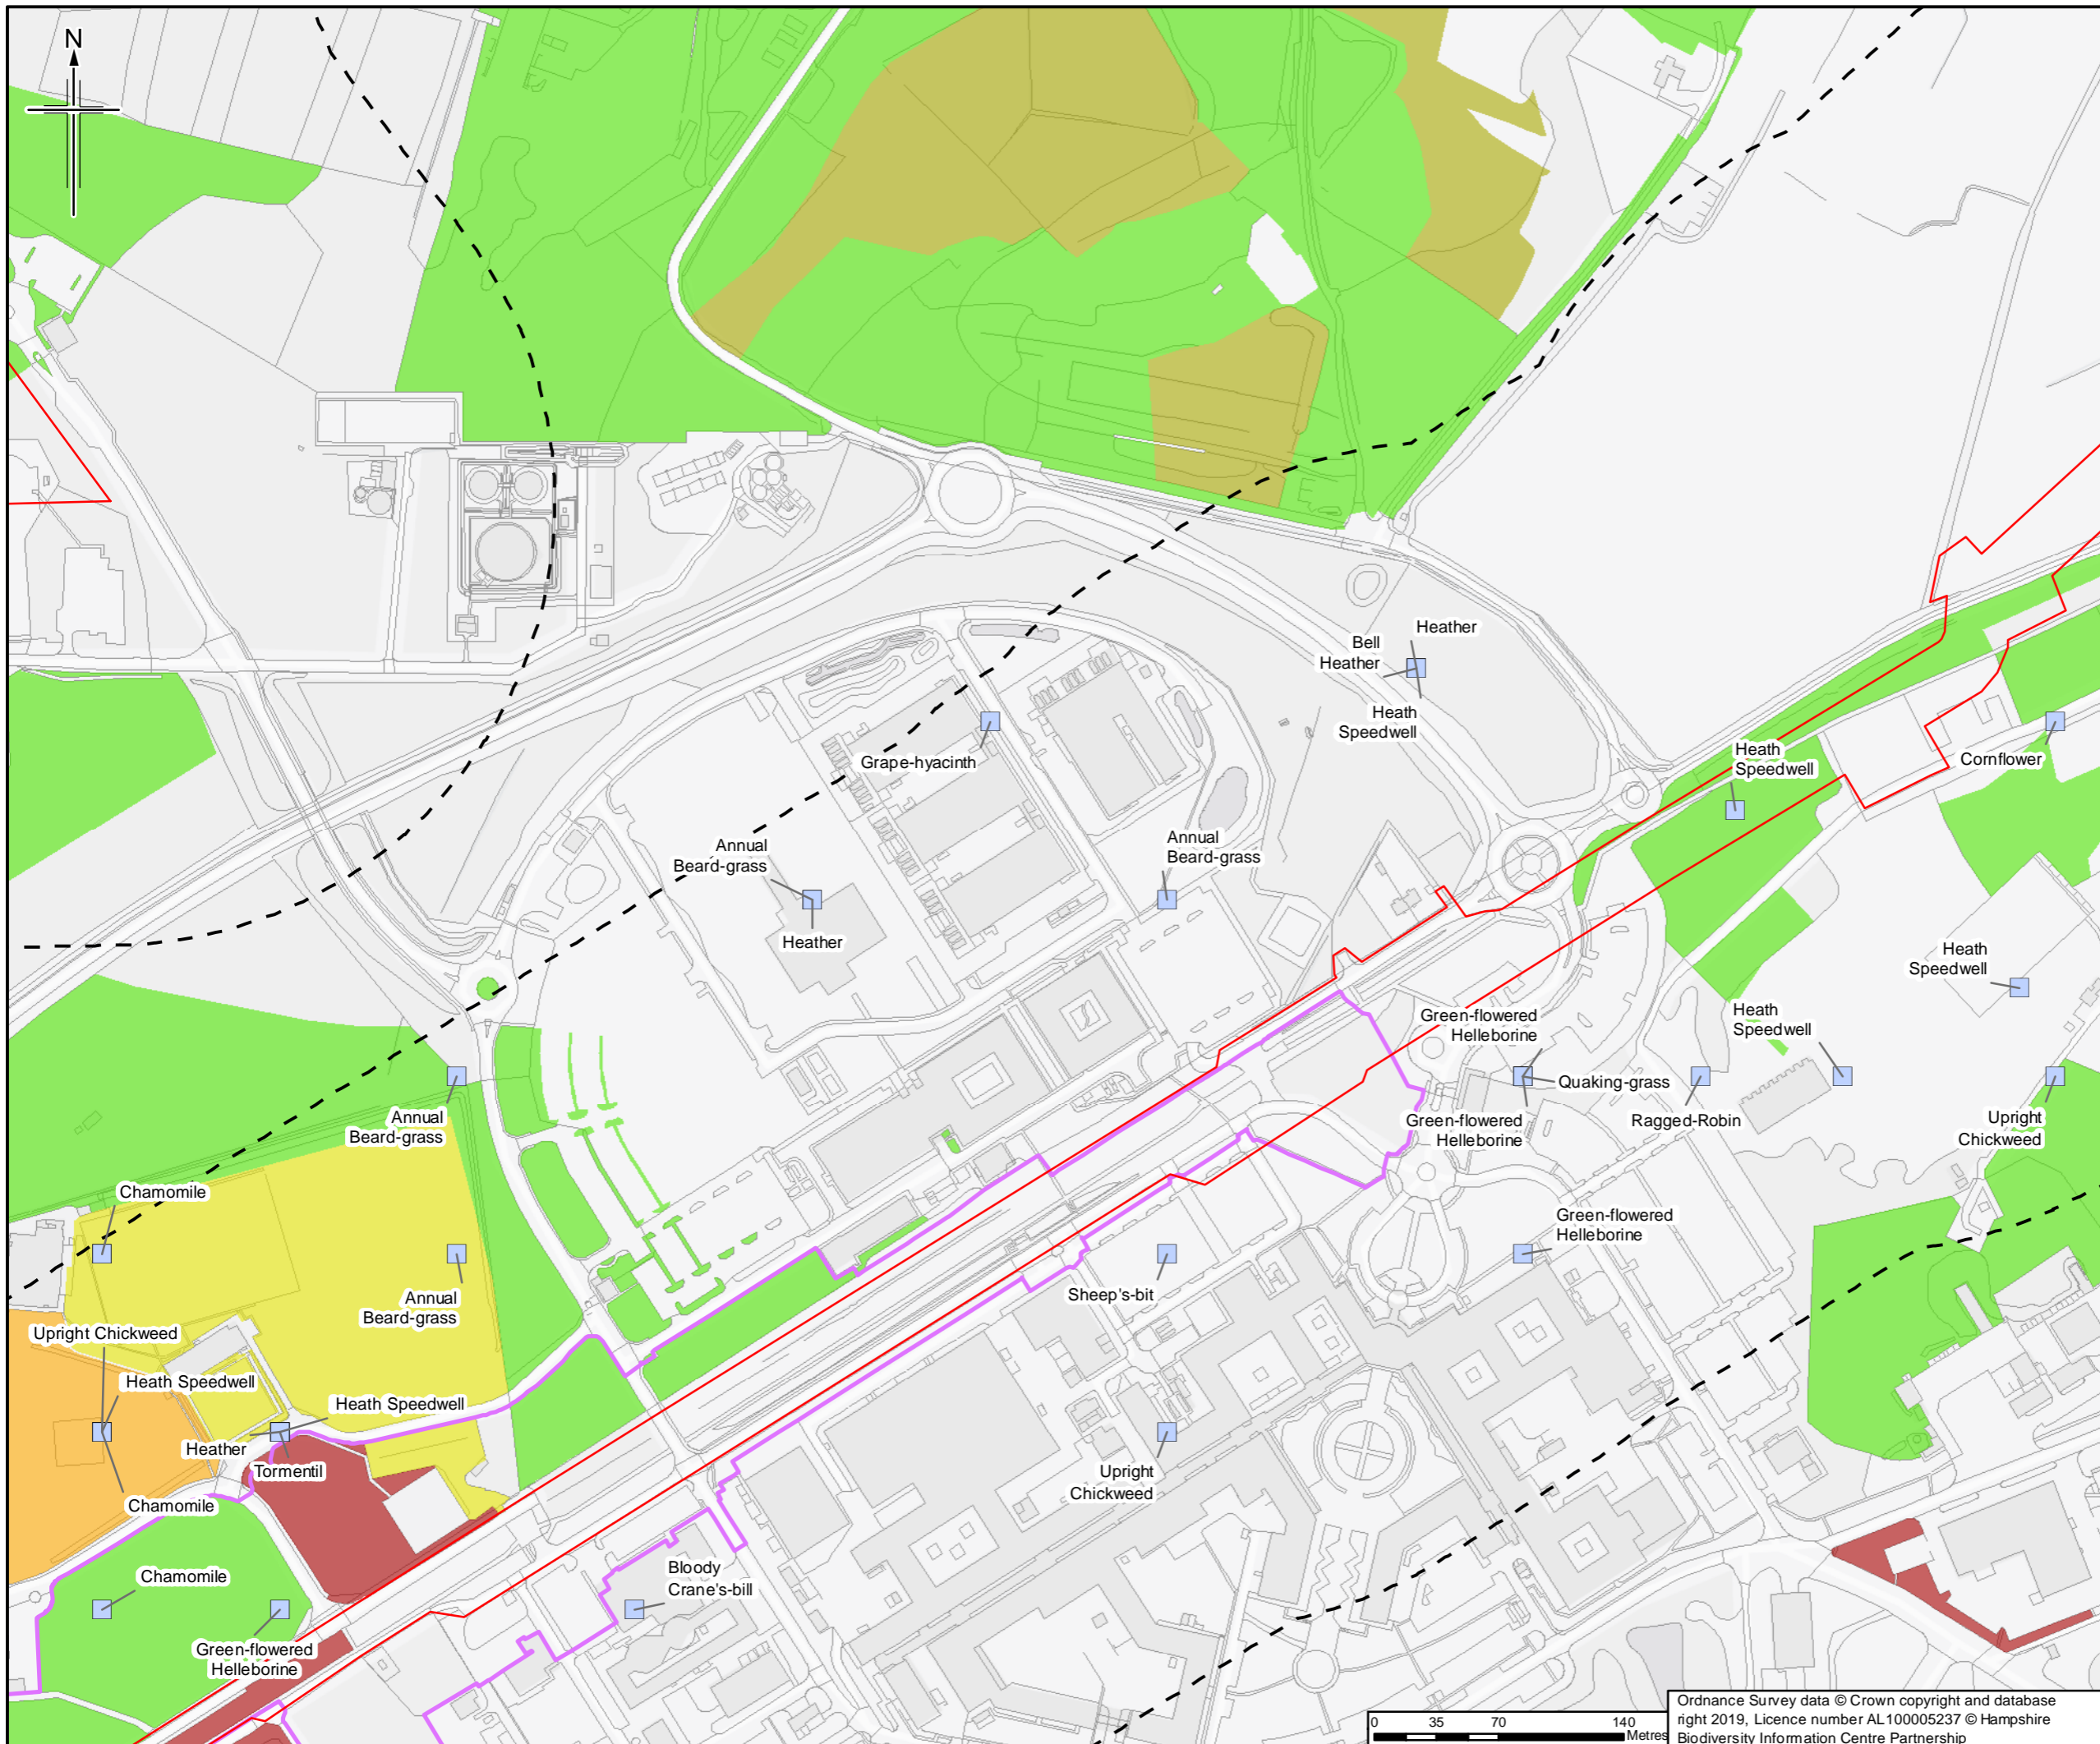 N
Bell
Heather
Heather
Heath
Speedwell
Grape-hyacinth
Heath
Speedwell
Cornflower
Annual
Beard-grass
Heather
Annual
Beard-grass
Heath
Speedwell
Green-flowered
Helleborine
Heath
Speedwell
Quaking-grass
Green-flowered
Helleborine
Ragged-Robin
Upright
Chickweed
Annual
Beard-grass
Chamomile
Green-flowered
Helleborine
Annual
Beard-grass
Sheep's-bit
Upright Chickweed
Heath Speedwell
Heath Speedwell
Heather
Tormentil
Chamomile
Upright
Chickweed
Chamomile
Bloody
Crane's-bill
Green-flowered
Helleborine
0 35 70 140
Metres
Ordnance Survey data © Crown copyright and database
right 2019, Licence number AL100005237 © Hampshire
Biodiversity Information Centre Partnership